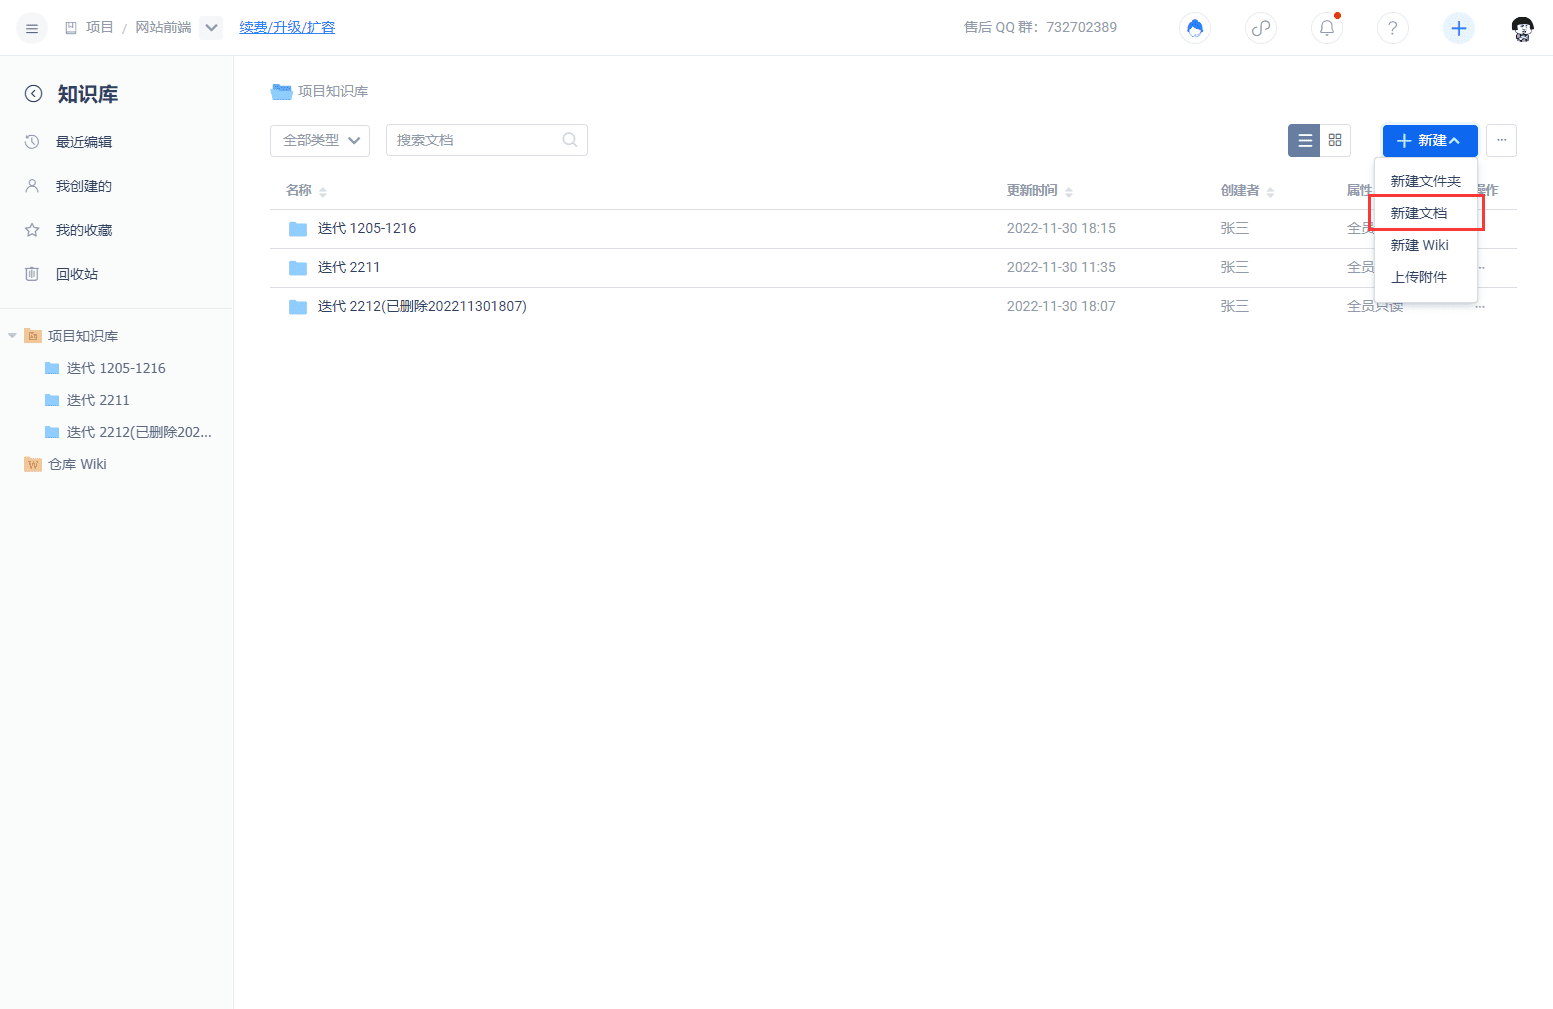 项目 / 网站前端
续费/升级/扩容
售后 QQ 群：732702389
?
知识库
最近编辑
我创建的
我的收藏
回收站
项目知识库
迭代 1205-1216
迭代 2211
迭代 2212(已删除202...
W 仓库 Wiki
项目知识库
全部类型
搜索文档
新建
...
新建文件夹
新建文档
新建 Wiki
上传附件
名称 更新时间 创建者 属性 操作
迭代 1205-1216 2022-11-30 18:15 张三 全员
迭代 2211 2022-11-30 11:35 张三 全员 ...
迭代 2212(已删除202211301807) 2022-11-30 18:07 张三 全员只读 ...